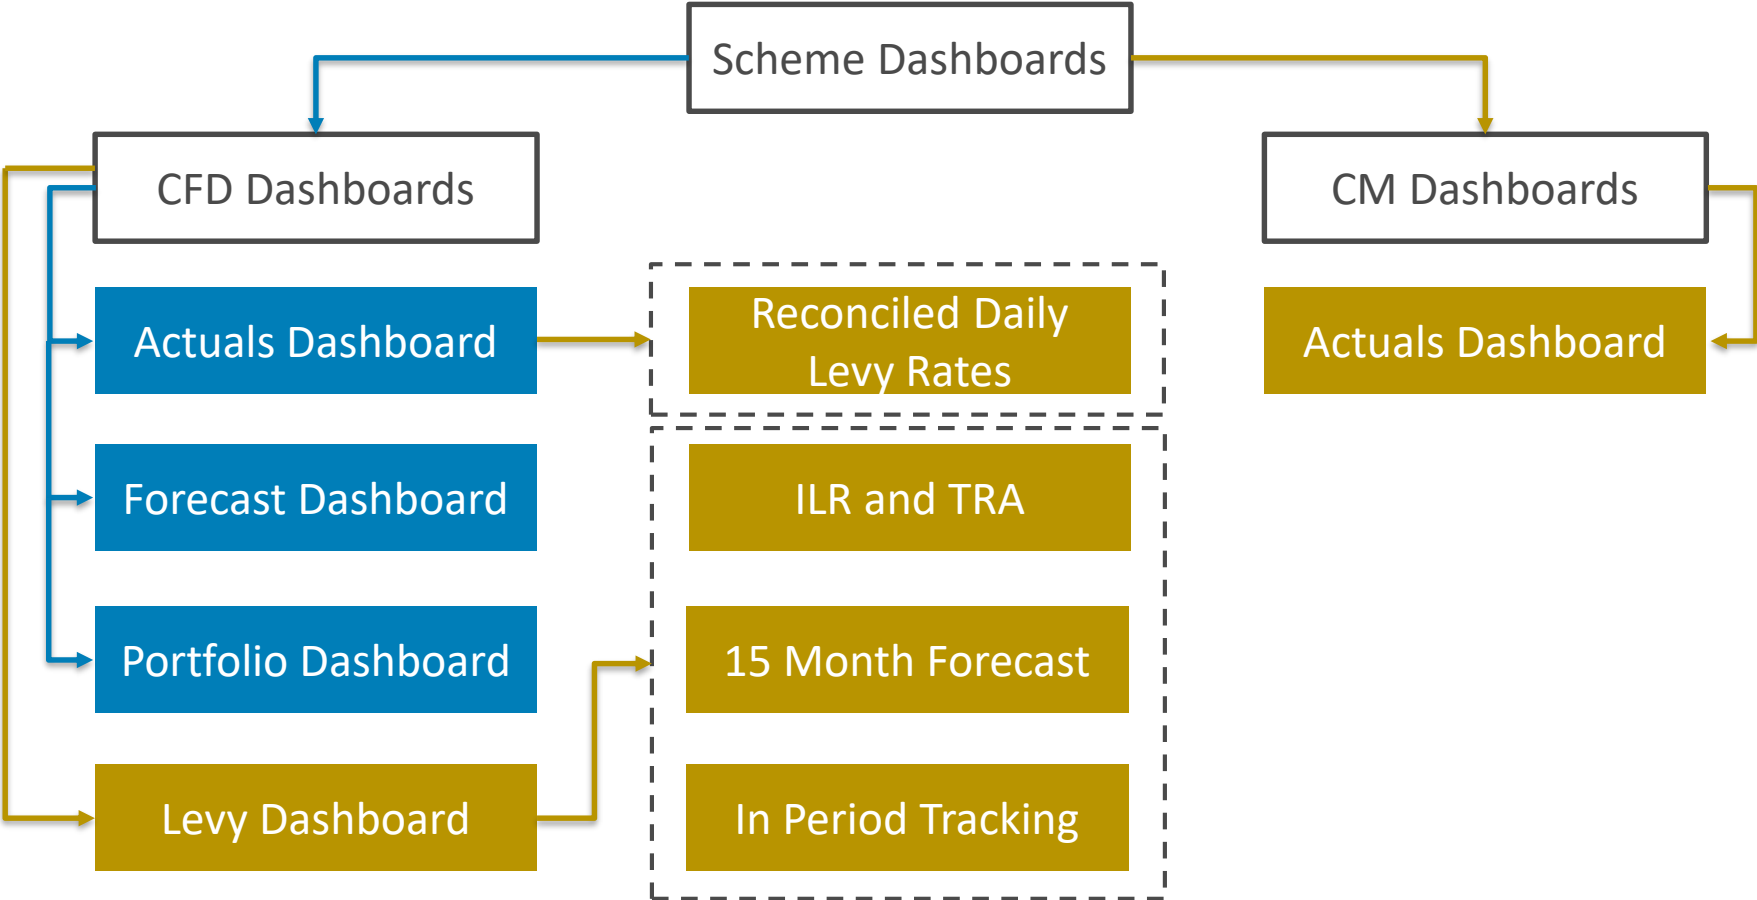 Scheme Dashboards
CFD Dashboards
CM Dashboards
Actuals Dashboard
Reconciled Daily
Levy Rates
Actuals Dashboard
Forecast Dashboard
ILR and TRA
Portfolio Dashboard
15 Month Forecast
Levy Dashboard
In Period Tracking